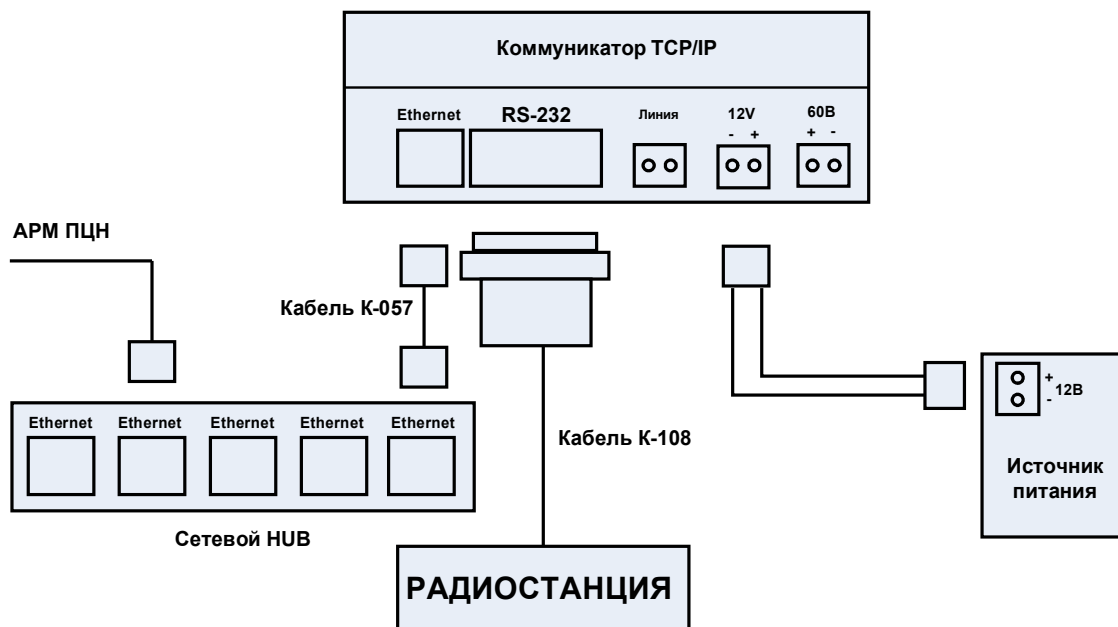 Коммуникатор TCP/IP
Ethernet
RS-232
Линия
12V
- +
60В
+ -
АРМ ПЦН
Кабель К-057
Ethernet
Ethernet
Ethernet
Ethernet
Ethernet
Сетевой HUB
Кабель К-108
+
12В
-
Источник
питания
РАДИОСТАНЦИЯ